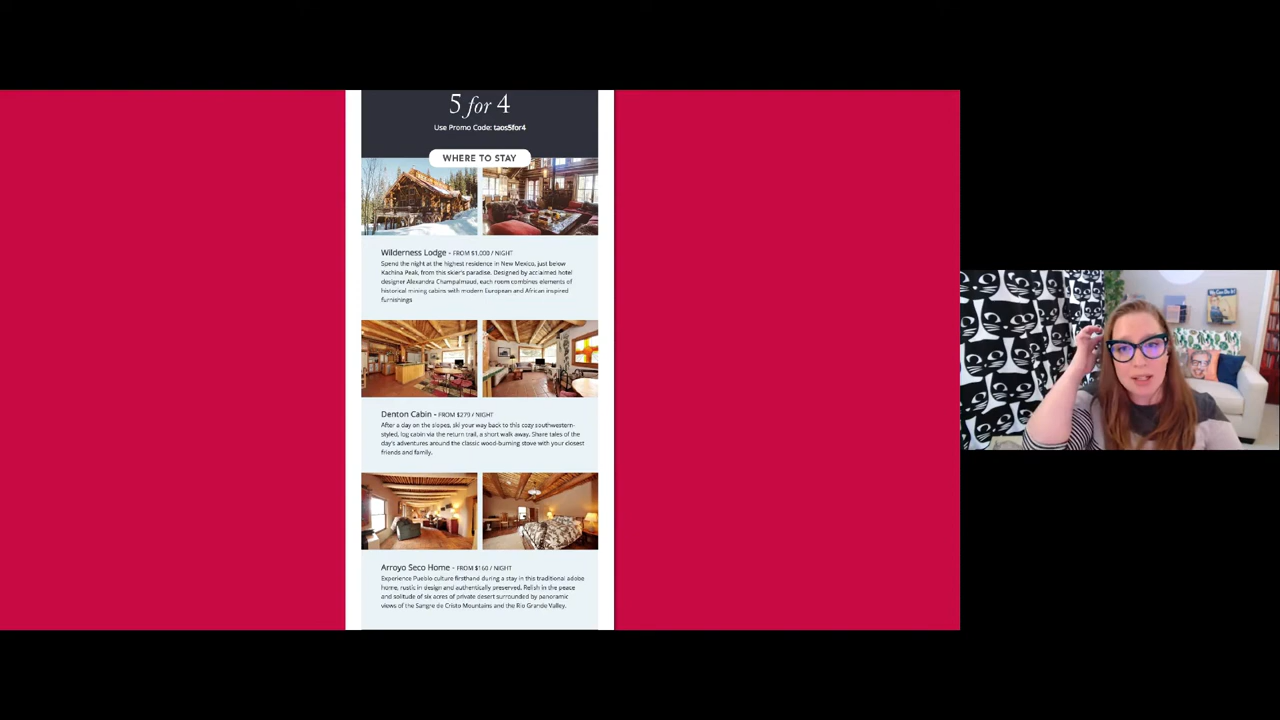 5 for 4
Use Promo Code: taos5for4
WHERE TO STAY
Wilderness Lodge - FROM $1,000 / NIGHT
Spend the night at the highest residence in New Mexico, just below
Kachina Peak, from this skier's paradise. Designed by acclaimed hotel
designer Alexandra Champalmaud, each room combines elements of
historical mining cabins with modern European and African inspired
furnishings
Denton Cabin - FROM $270 / NIGHT
After a day on the slopes, ski your way back to this cozy southwestern-
styled, log cabin via the return trail, a short walk away. Share tales of the
day's adventures around the classic wood-burning stove with your closest
friends and family.
Arroyo Seco Home - FROM $160 / NIGHT
Experience Pueblo culture firsthand during a stay in this traditional adobe
home, rustic in design and authentically preserved. Relish in the peace
and solitude of six acres of private desert surrounded by panoramic
views of the Sangre de Cristo Mountains and the Rio Grande Valley.